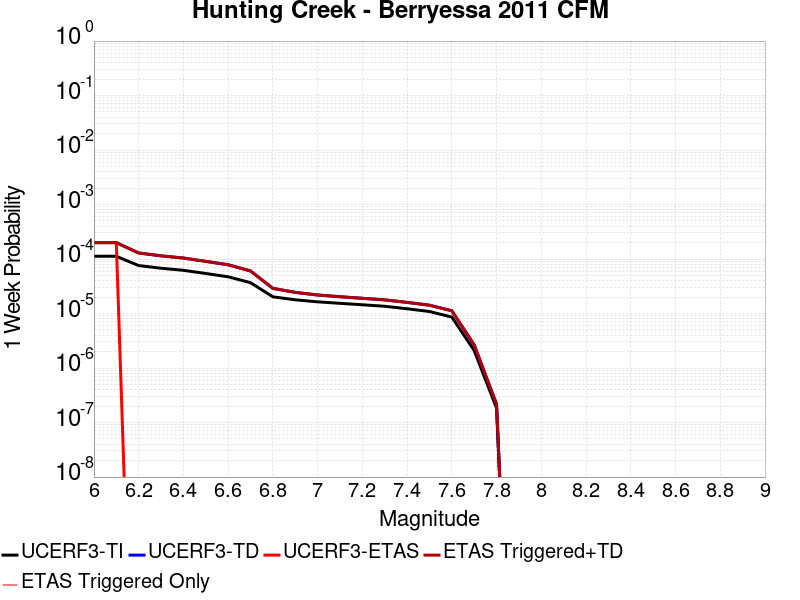 Hunting Creek - Berryessa 2011 CFM
10^0
10^-1
10^-2
10^-3
10^-4
10^-5
10^-6
10^-7
10^-8
1 Week Probability
6 6.2 6.4 6.6 6.8 7 7.2 7.4 7.6 7.8 8 8.2 8.4 8.6 8.8 9
Magnitude
UCERF3-TI UCERF3-TD UCERF3-ETAS ETAS Triggered+TD
ETAS Triggered Only